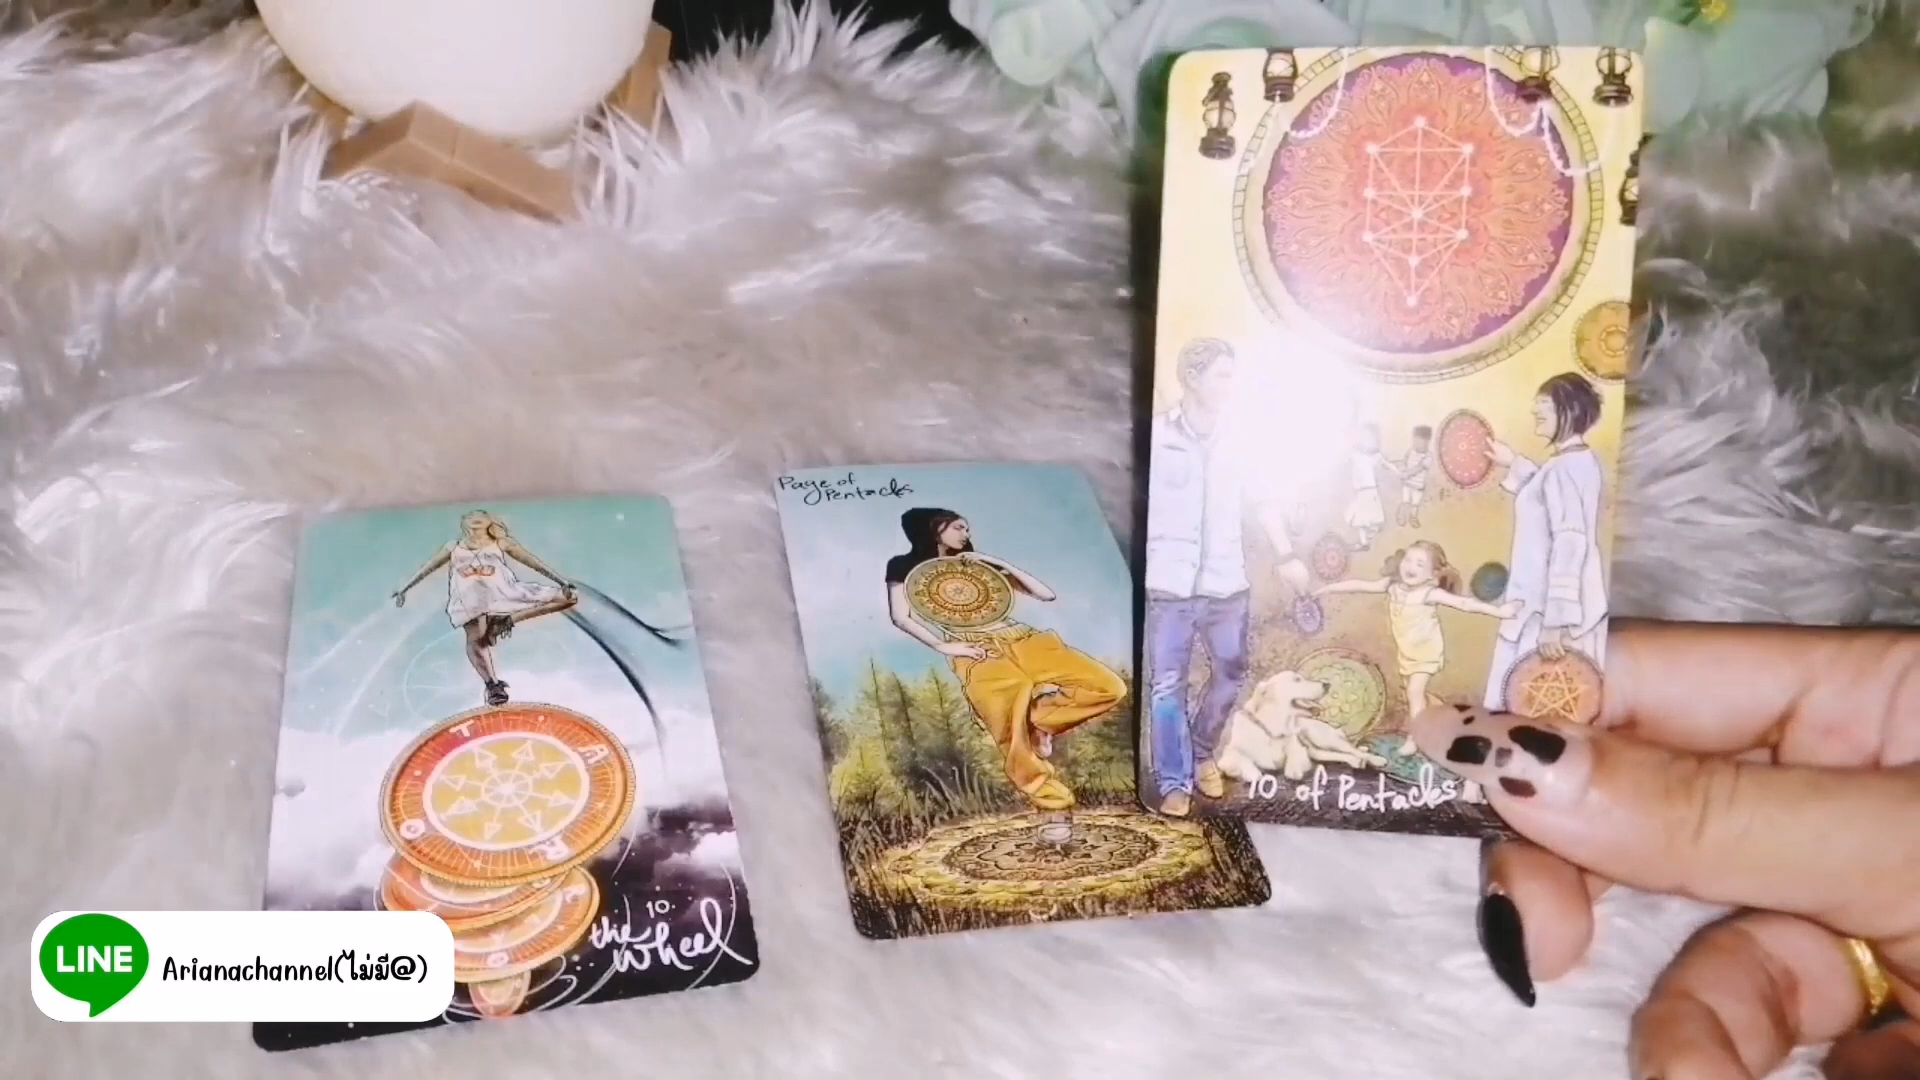 Page of
Pentacles
10 of Pentacles
T
A
R
O
10.
the
Wheel
LINE
Arianachannel(ไม่มี@)